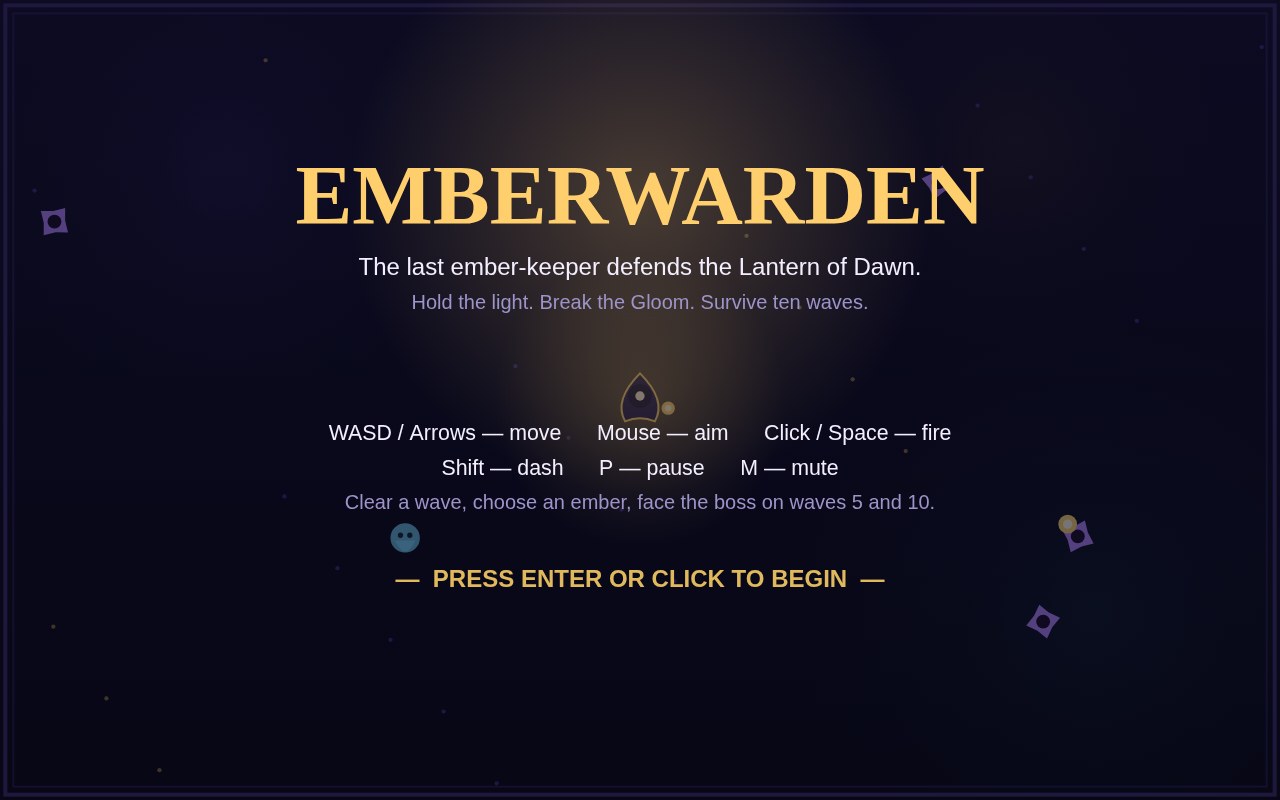 EMBERWARDEN
The last ember-keeper defends the Lantern of Dawn.
Hold the light. Break the Gloom. Survive ten waves.
WASD / Arrows — move Mouse — aim Click / Space — fire
Shift — dash P — pause M — mute
Clear a wave, choose an ember, face the boss on waves 5 and 10.
— PRESS ENTER OR CLICK TO BEGIN —